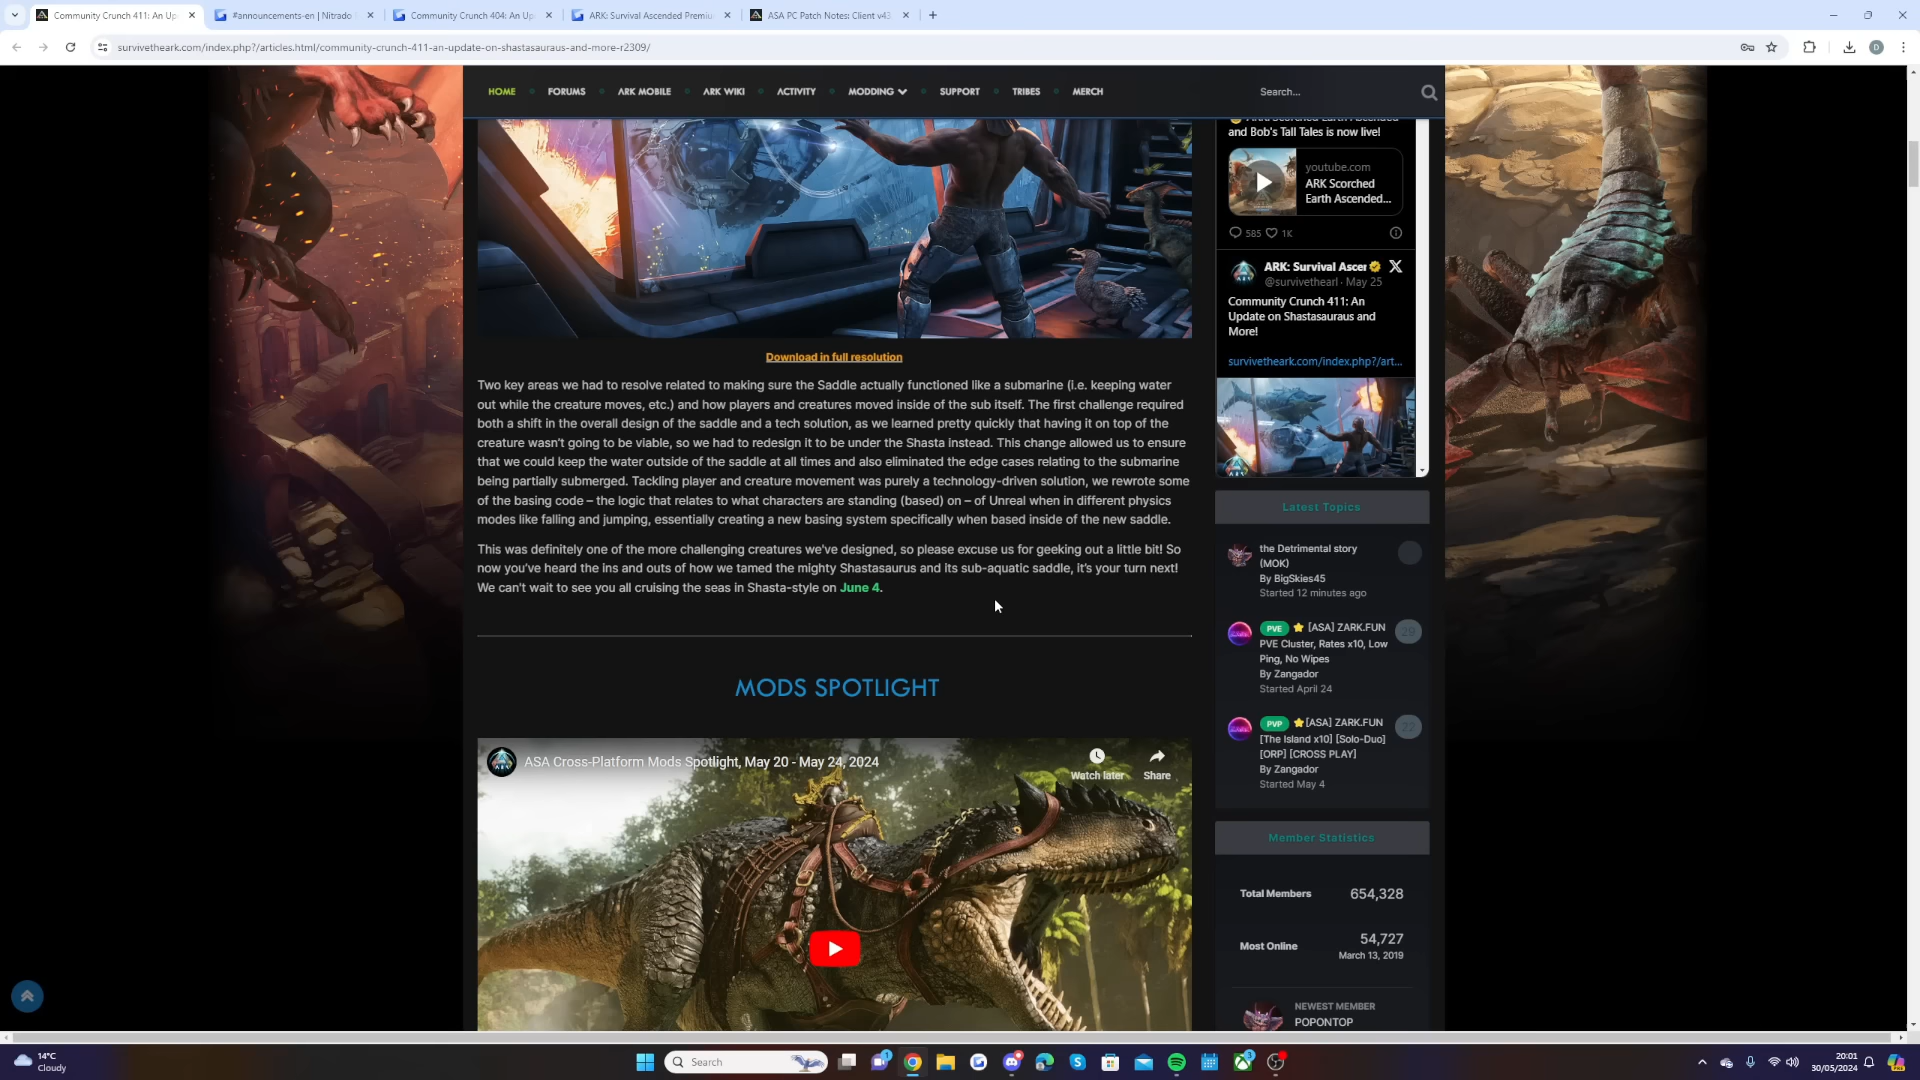 Community Crunch 411: An Up
#announcements-en | Nitrado
Community Crunch 404: An Up
ARK: Survival Ascended Premiu
ASA PC Patch Notes: Client v43
survivetheark.com/index.php?/articles.html/community-crunch-411-an-update-on-shastasauraus-and-more-r2309/
D
HOME
FORUMS
ARK MOBILE
ARK WIKI
ACTIVITY
MODDING
SUPPORT
TRIBES
MERCH
Search...
and Bob's Tall Tales is now live!
youtube.com
ARK Scorched
Earth Ascended...
585
1K
ARK: Survival Ascen
@survivetheark · May 25
Community Crunch 411: An
Update on Shastasauraus and
More!
survivetheark.com/index.php?/art...
Download in full resolution
Two key areas we had to resolve related to making sure the Saddle actually functioned like a submarine (i.e. keeping water
out while the creature moves, etc.) and how players and creatures moved inside of the sub itself. The first challenge required
both a shift in the overall design of the saddle and a tech solution, as we learned pretty quickly that having it on top of the
creature wasn't going to be viable, so we had to redesign it to be under the Shasta instead. This change allowed us to ensure
that we could keep the water outside of the saddle at all times and also eliminated the edge cases relating to the submarine
being partially submerged. Tackling player and creature movement was purely a technology-driven solution, we rewrote some
of the basing code – the logic that relates to what characters are standing (based) on – of Unreal when in different physics
modes like falling and jumping, essentially creating a new basing system specifically when based inside of the new saddle.
This was definitely one of the more challenging creatures we've designed, so please excuse us for geeking out a little bit! So
now you've heard the ins and outs of how we tamed the mighty Shastasaurus and its sub-aquatic saddle, it's your turn next!
We can't wait to see you all cruising the seas in Shasta-style on June 4.
MODS SPOTLIGHT
ASA Cross-Platform Mods Spotlight, May 20 - May 24, 2024
Watch later
Share
Latest Topics
the Detrimental story
(MOK)
By BigSkies45
Started 12 minutes ago
PVE
[ASA] ZARK.FUN
PVE Cluster, Rates x10, Low
Ping, No Wipes
By Zangador
Started April 24
29
PVP
[ASA] ZARK.FUN
[The Island x10] [Solo-Duo]
[ORP] [CROSS PLAY]
By Zangador
Started May 4
22
Member Statistics
Total Members
654,328
Most Online
54,727
March 13, 2019
NEWEST MEMBER
POPONTOP
14°C
Cloudy
Search
20:01
30/05/2024